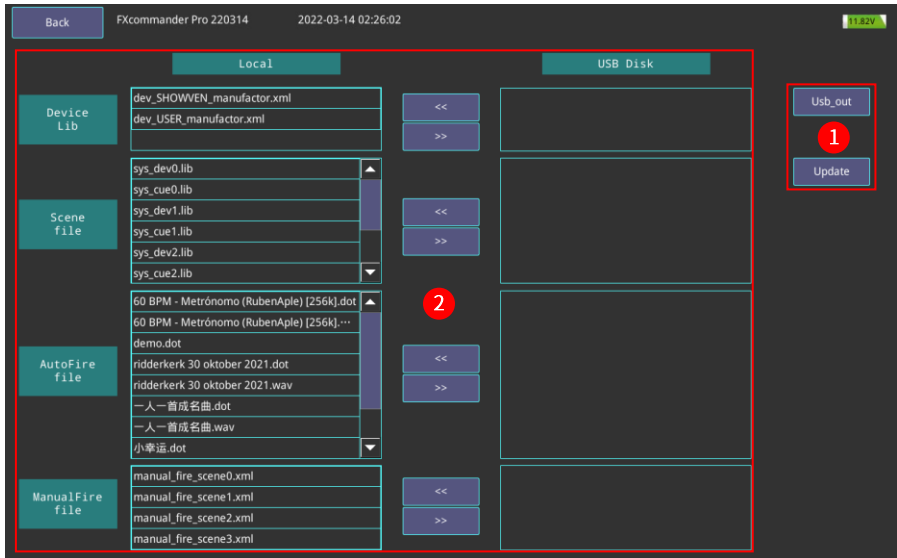 Back FXcommander Pro 220314 2022-03-14 02:26:02 11.82V
Local USB Disk
Device
Lib
dev_SHOWVEN_manufactor.xml
dev_USER_manufactor.xml
<<
>>
Usb_out
1
Update
Scene
file
sys_dev0.lib
sys_cue0.lib
sys_dev1.lib
sys_cue1.lib
sys_dev2.lib
sys_cue2.lib
<<
>>
2
AutoFire
file
60 BPM - Metrónomo (RubenAple) [256k].dot
60 BPM - Metrónomo (RubenAple) [256k].···
demo.dot
ridderkerk 30 oktober 2021.dot
ridderkerk 30 oktober 2021.wav
一人一首成名曲.dot
一人一首成名曲.wav
小幸运.dot
<<
>>
ManualFire
file
manual_fire_scene0.xml
manual_fire_scene1.xml
manual_fire_scene2.xml
manual_fire_scene3.xml
<<
>>